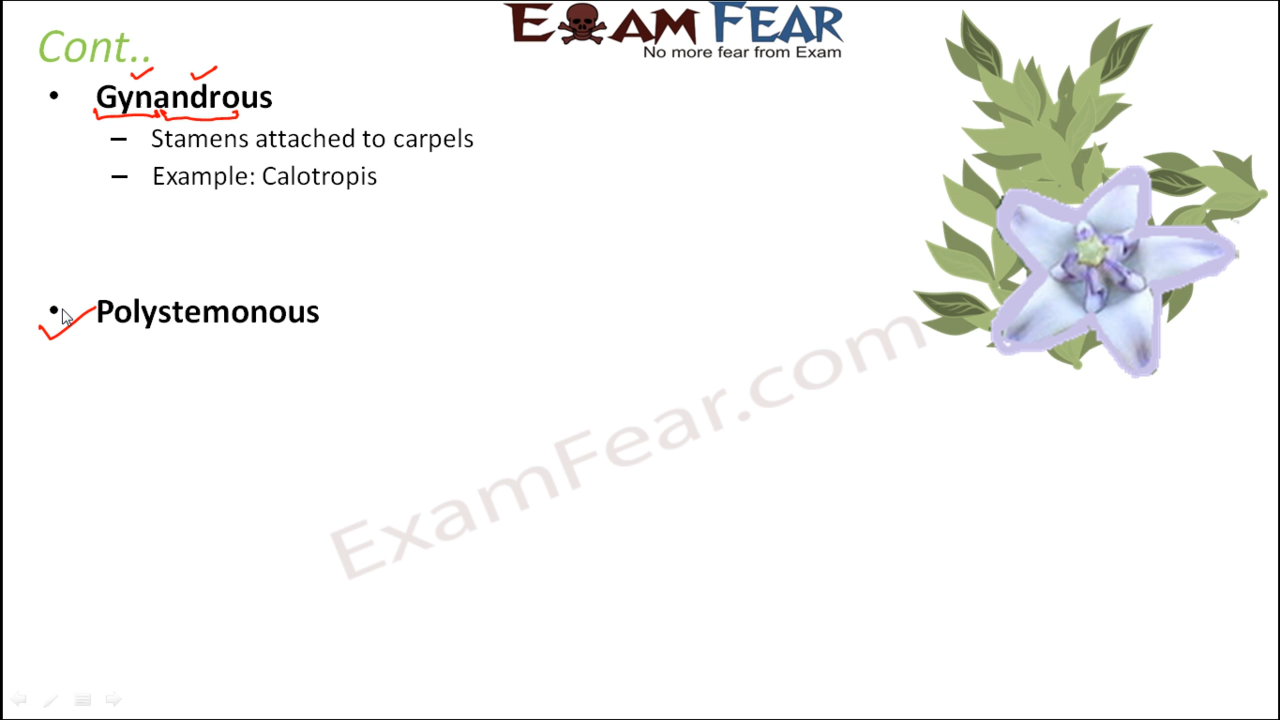 Cont..
EXAM FEAR
No more fear from Exam
• Gynandrous
– Stamens attached to carpels
– Example: Calotropis
• Polystemonous
ExamFear.com